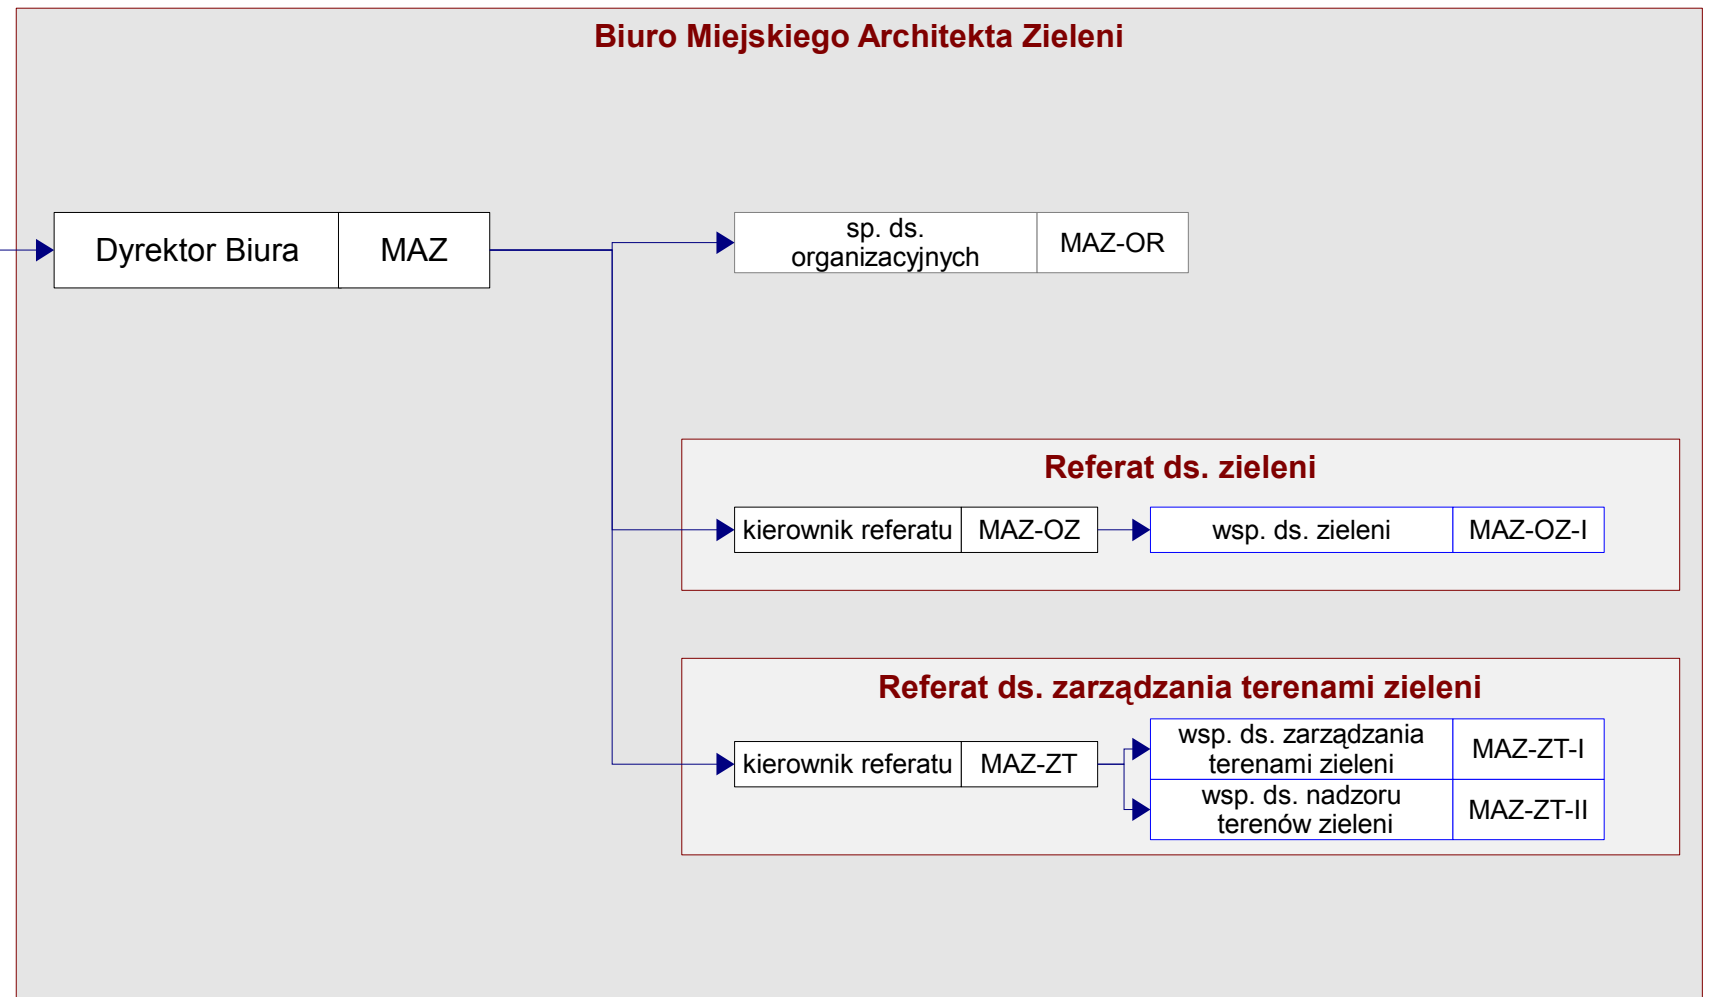 Biuro Miejskiego Architekta Zieleni
Dyrektor Biura
MAZ
sp. ds.
organizacyjnych
MAZ-OR
Referat ds. zieleni
kierownik referatu
MAZ-OZ
wsp. ds. zieleni
MAZ-OZ-I
Referat ds. zarządzania terenami zieleni
kierownik referatu
MAZ-ZT
wsp. ds. zarządzania
terenami zieleni
MAZ-ZT-I
wsp. ds. nadzoru
terenów zieleni
MAZ-ZT-II